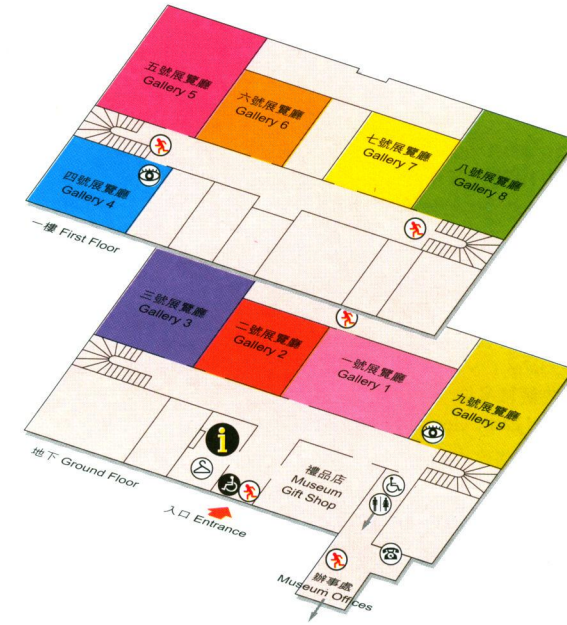 五號展覽廳
Gallery 5
六號展覽廳
Gallery 6
七號展覽廳
Gallery 7
八號展覽廳
Gallery 8
四號展覽廳
Gallery 4
一樓 First Floor
三號展覽廳
Gallery 3
二號展覽廳
Gallery 2
一號展覽廳
Gallery 1
九號展覽廳
Gallery 9
地下 Ground Floor
i
禮品店
Museum
Gift Shop
入口 Entrance
辦事處
Museum Offices